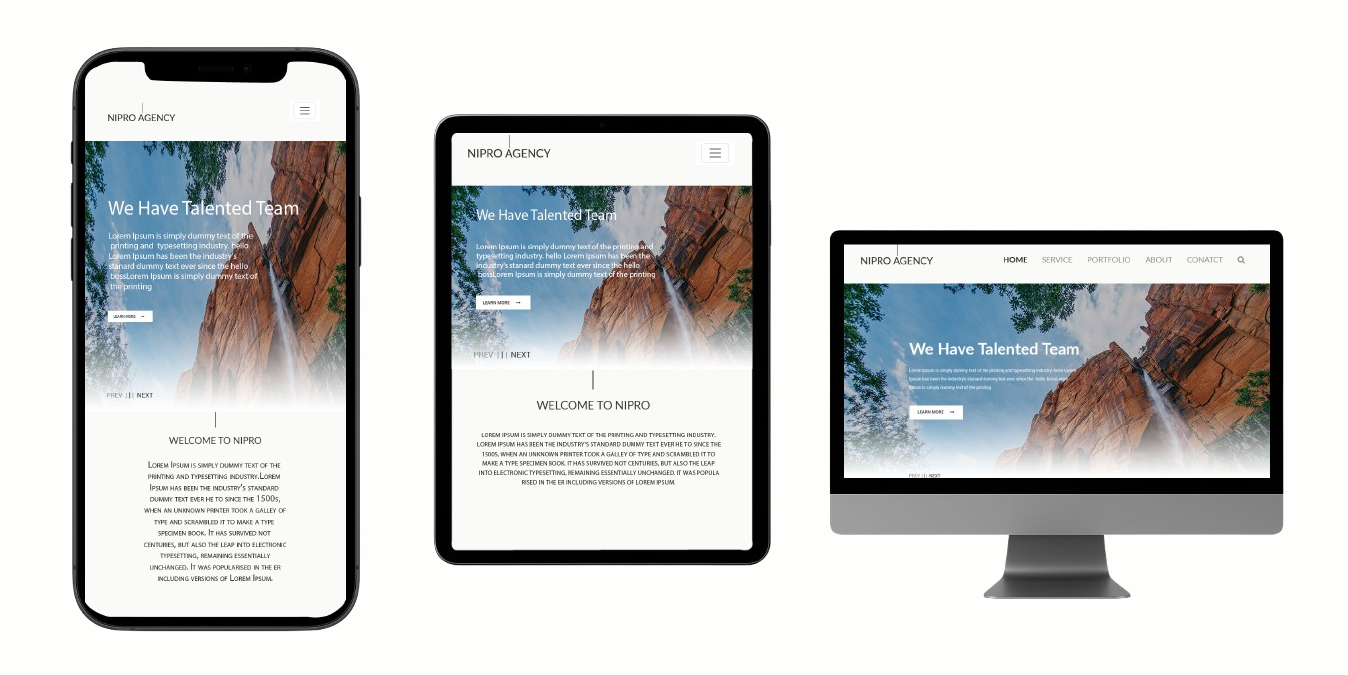 NIPRO AGENCY
We Have Talented Team
Lorem Ipsum is simply dummy text of the
printing and typesetting industry. hello
Lorem Ipsum has been the industry's
stanard dummy text ever since the hello
bossLorem Ipsum is simply dummy text of
the printing
LEARN MORE →
PREV ||| NEXT
WELCOME TO NIPRO
Lorem Ipsum is simply dummy text of the
printing and typesetting industry.Lorem
Ipsum has been the industry's standard
dummy text ever he to since the 1500s,
when an unknown printer took a galley of
type and scrambled it to make a type
specimen book. It has survived not
centuries, but also the leap into electronic
typesetting, remaining essentially
unchanged. It was popularised in the er
including versions of Lorem Ipsum.
NIPRO AGENCY
We Have Talented Team
Lorem Ipsum is simply dummy text of the printing and
typesetting industry. hello Lorem Ipsum has been the
industry's stanard dummy text ever since the hello
bossLorem Ipsum is simply dummy text of the printing
LEARN MORE →
PREV ||| NEXT
WELCOME TO NIPRO
LOREM IPSUM IS SIMPLY DUMMY TEXT OF THE PRINTING AND TYPESETTING INDUSTRY.
LOREM IPSUM HAS BEEN THE INDUSTRY'S STANDARD DUMMY TEXT EVER HE TO SINCE THE
1500S, WHEN AN UNKNOWN PRINTER TOOK A GALLEY OF TYPE AND SCRAMBLED IT TO
MAKE A TYPE SPECIMEN BOOK. IT HAS SURVIVED NOT CENTURIES, BUT ALSO THE LEAP
INTO ELECTRONIC TYPESETTING, REMAINING ESSENTIALLY UNCHANGED. IT WAS POPULA
RISED IN THE ER INCLUDING VERSIONS OF LOREM IPSUM.
NIPRO AGENCY
HOME SERVICE PORTFOLIO ABOUT CONATCT
We Have Talented Team
Lorem Ipsum is simply dummy text of the printing and typesetting industry. hello Lorem
Ipsum has been the industry's stanard dummy text ever since the hello bossLorem
Ipsum is simply dummy text of the printing
LEARN MORE →
PREV ||| NEXT